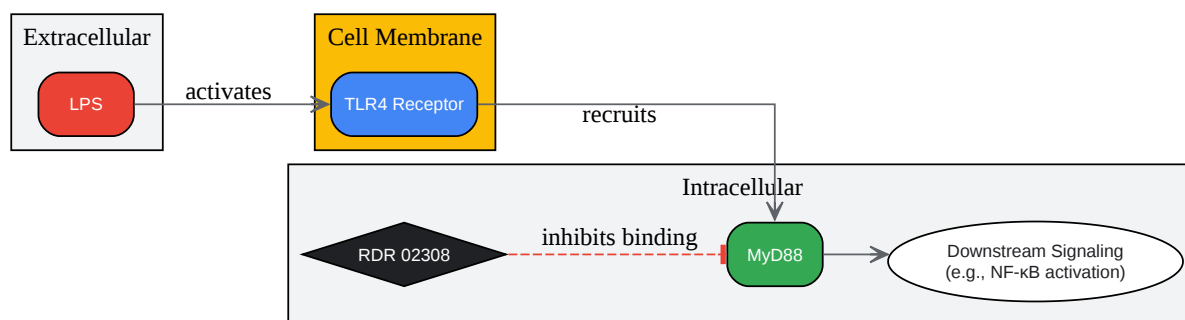 Extracellular
Cell Membrane
LPS
activates
TLR4 Receptor
recruits
Intracellular
RDR 02308
inhibits binding
MyD88
Downstream Signaling
(e.g., NF-κB activation)